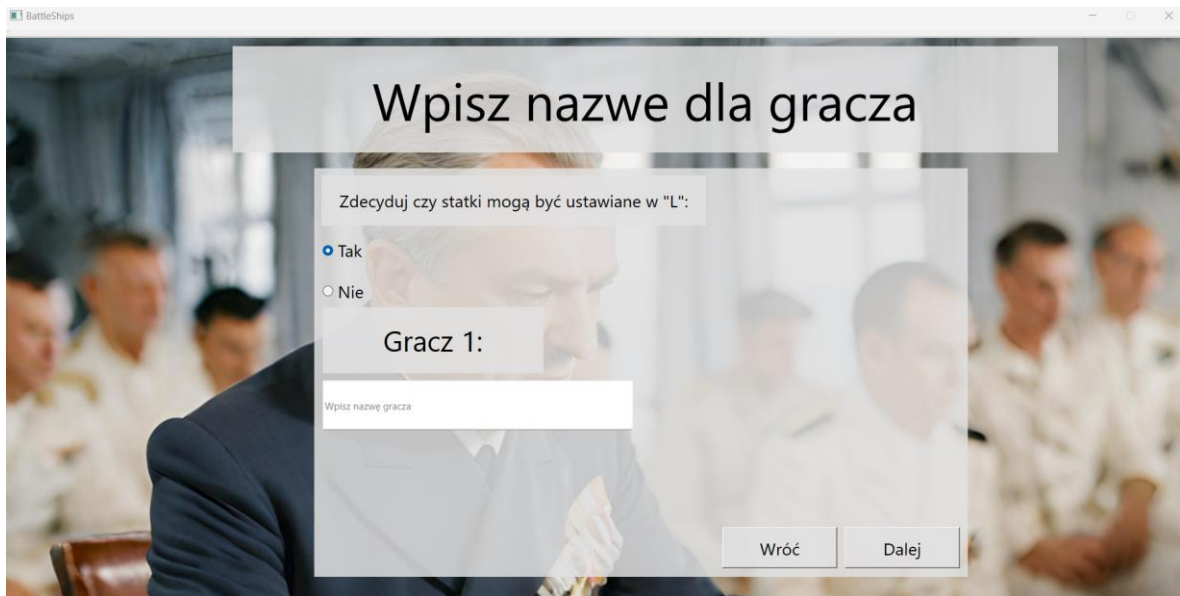 BattleShips
Wpisz nazwe dla gracza
Zdecyduj czy statki mogą być ustawiane w "L":
Tak
Nie
Gracz 1:
Wpisz nazwę gracza
Wróć Dalej